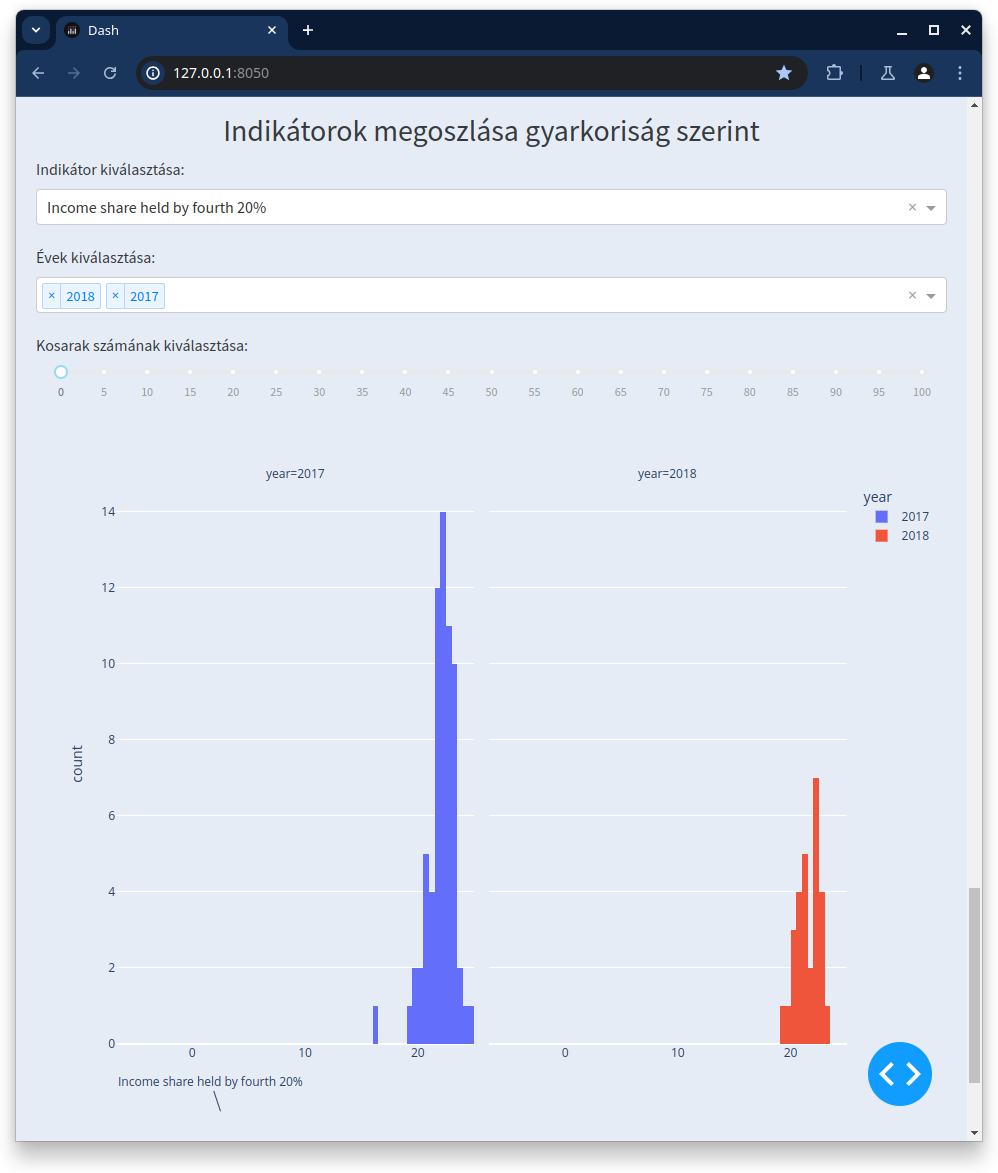 Dash
127.0.0.1:8050
Indikátorok megoszlása gyarkoriság szerint
Indikátor kiválasztása:
Income share held by fourth 20%
Évek kiválasztása:
× 2018 × 2017
Kosarak számának kiválasztása:
0 5 10 15 20 25 30 35 40 45 50 55 60 65 70 75 80 85 90 95 100
year=2017 year=2018
year
2017
2018
14
12
10
8
6
4
2
0
count
0 10 20 0 10 20
Income share held by fourth 20%